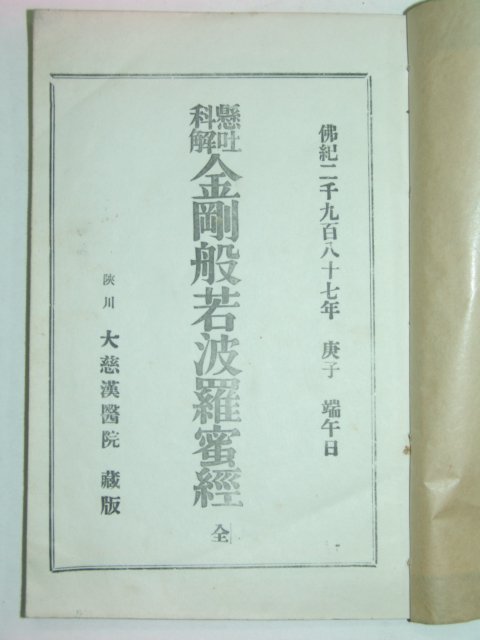 佛紀二千九百八十七年 庚子 端午日
懸吐
科解
金剛般若波羅蜜經 全
陜川 大慈漢醫院 藏版